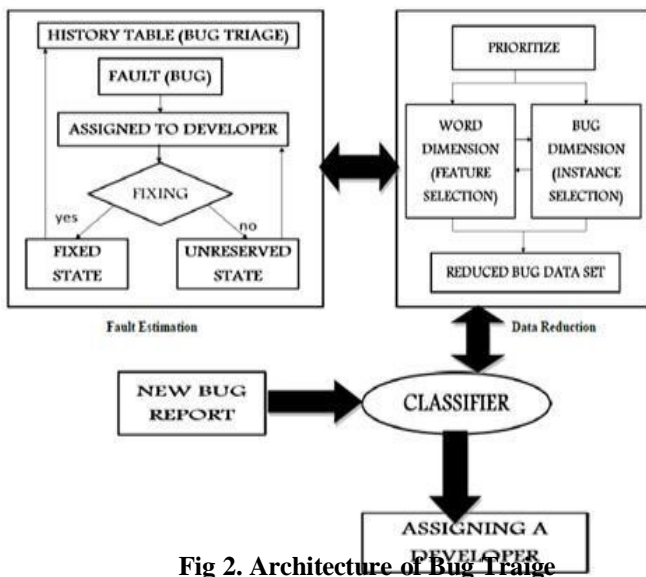 HISTORY TABLE (BUG TRIAGE)
FAULT (BUG)
ASSIGNED TO DEVELOPER
FIXING
yes
no
FIXED
STATE
UNRESERVED
STATE
Fault Estimation
PRIORITIZE
WORD
DIMENSION
(FEATURE
SELECTION)
BUG
DIMENSION
(INSTANCE
SELECTION)
REDUCED BUG DATA SET
Data Reduction
NEW BUG
REPORT
CLASSIFIER
ASSIGNING A
DEVELOPER
Fig 2. Architecture of Bug Traige